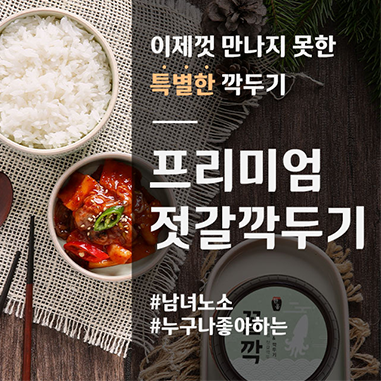 이제껏 만나지 못한
특별한 깍두기
프리미엄
젓갈깍두기
#남녀노소
#누구나좋아하는